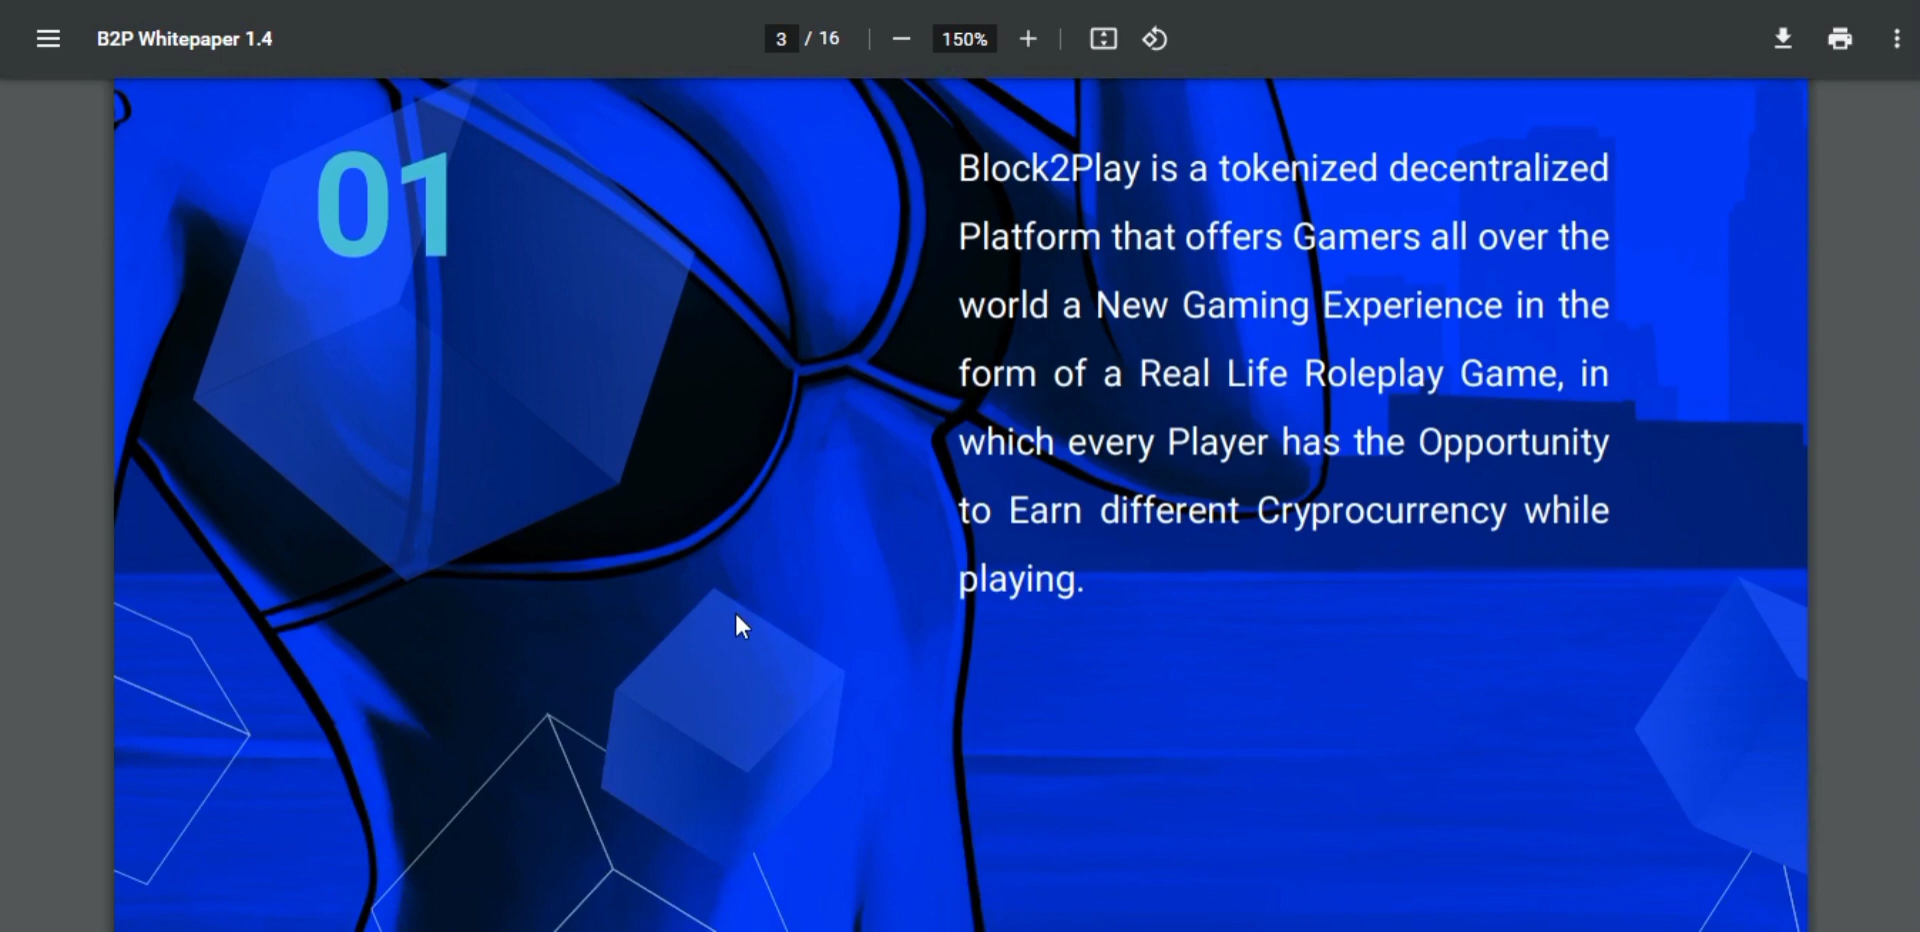 B2P Whitepaper 1.4
3 / 16
150%
01
Block2Play is a tokenized decentralized
Platform that offers Gamers all over the
world a New Gaming Experience in the
form of a Real Life Roleplay Game, in
which every Player has the Opportunity
to Earn different Cryprocurrency while
playing.